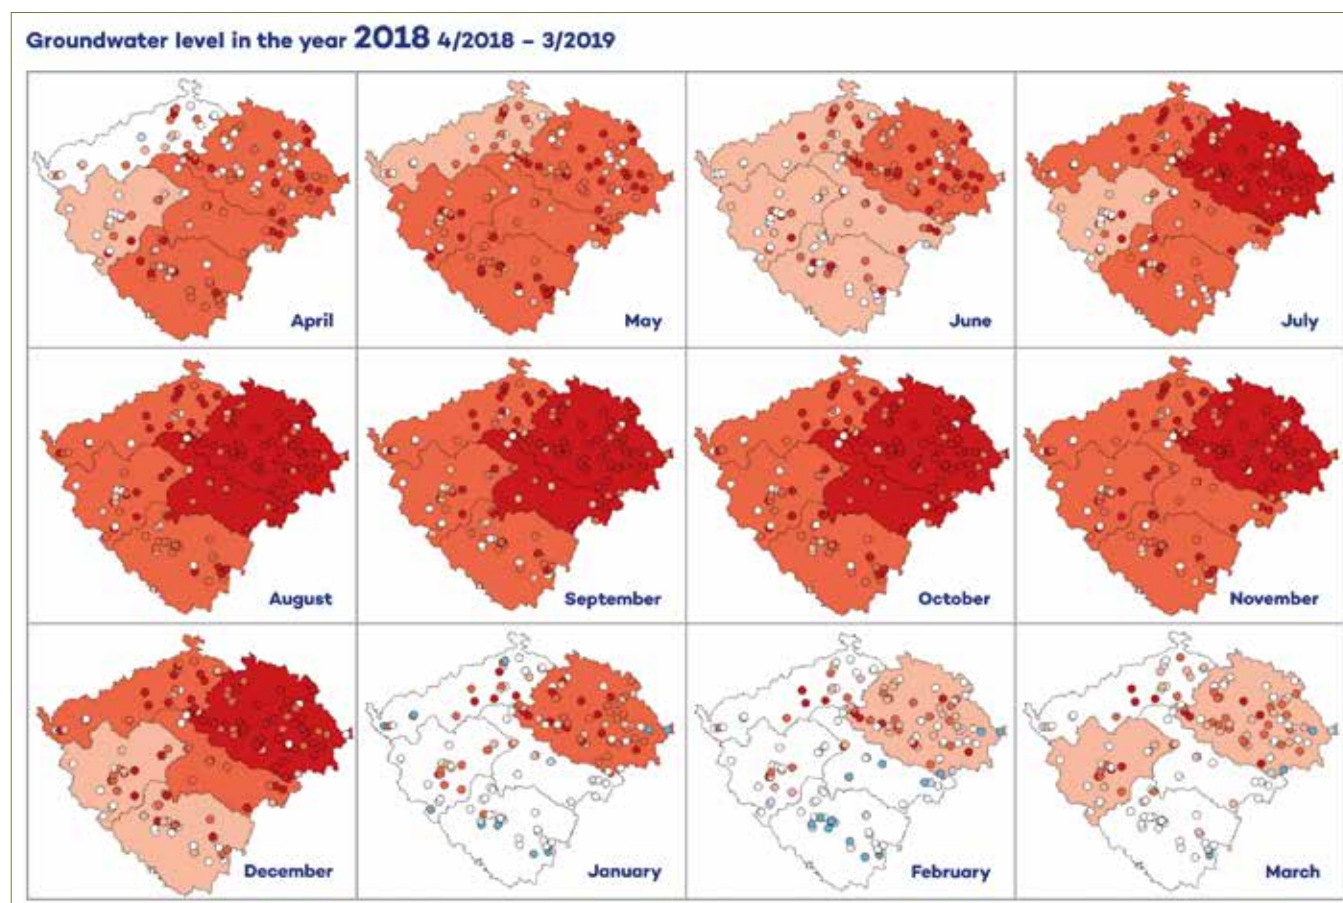 Groundwater level in the year 2018 4/2018 – 3/2019
April
May
June
July
August
September
October
November
December
January
February
March